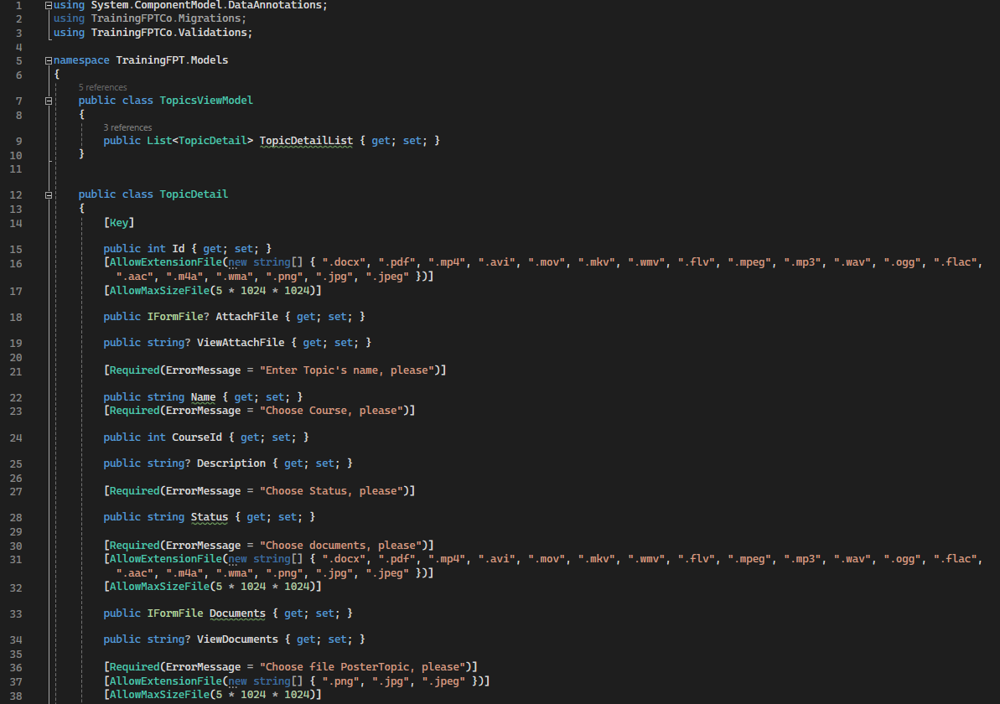 1 using System.ComponentModel.DataAnnotations;
2 using TrainingFPTCo.Migrations;
3 using TrainingFPTCo.Validations;
4
5 namespace TrainingFPT.Models
6 {
5 references
7 public class TopicsViewModel
8 {
3 references
9 public List<TopicDetail> TopicDetailList { get; set; }
10 }
11
12 public class TopicDetail
13 {
14 [Key]
15 public int Id { get; set; }
16 [AllowExtensionFile(new string[] { ".docx", ".pdf", ".mp4", ".avi", ".mov", ".mkv", ".wmv", ".flv", ".mpeg", ".mp3", ".wav", ".ogg", ".flac",
".aac", ".m4a", ".wma", ".png", ".jpg", ".jpeg" })]
17 [AllowMaxSizeFile(5 * 1024 * 1024)]
18 public IFormFile? AttachFile { get; set; }
19 public string? ViewAttachFile { get; set; }
20
21 [Required(ErrorMessage = "Enter Topic's name, please")]
22 public string Name { get; set; }
23 [Required(ErrorMessage = "Choose Course, please")]
24 public int CourseId { get; set; }
25 public string? Description { get; set; }
26
27 [Required(ErrorMessage = "Choose Status, please")]
28 public string Status { get; set; }
29
30 [Required(ErrorMessage = "Choose documents, please")]
31 [AllowExtensionFile(new string[] { ".docx", ".pdf", ".mp4", ".avi", ".mov", ".mkv", ".wmv", ".flv", ".mpeg", ".mp3", ".wav", ".ogg", ".flac",
".aac", ".m4a", ".wma", ".png", ".jpg", ".jpeg" })]
32 [AllowMaxSizeFile(5 * 1024 * 1024)]
33 public IFormFile Documents { get; set; }
34 public string? ViewDocuments { get; set; }
35
36 [Required(ErrorMessage = "Choose file PosterTopic, please")]
37 [AllowExtensionFile(new string[] { ".png", ".jpg", ".jpeg" })]
38 [AllowMaxSizeFile(5 * 1024 * 1024)]